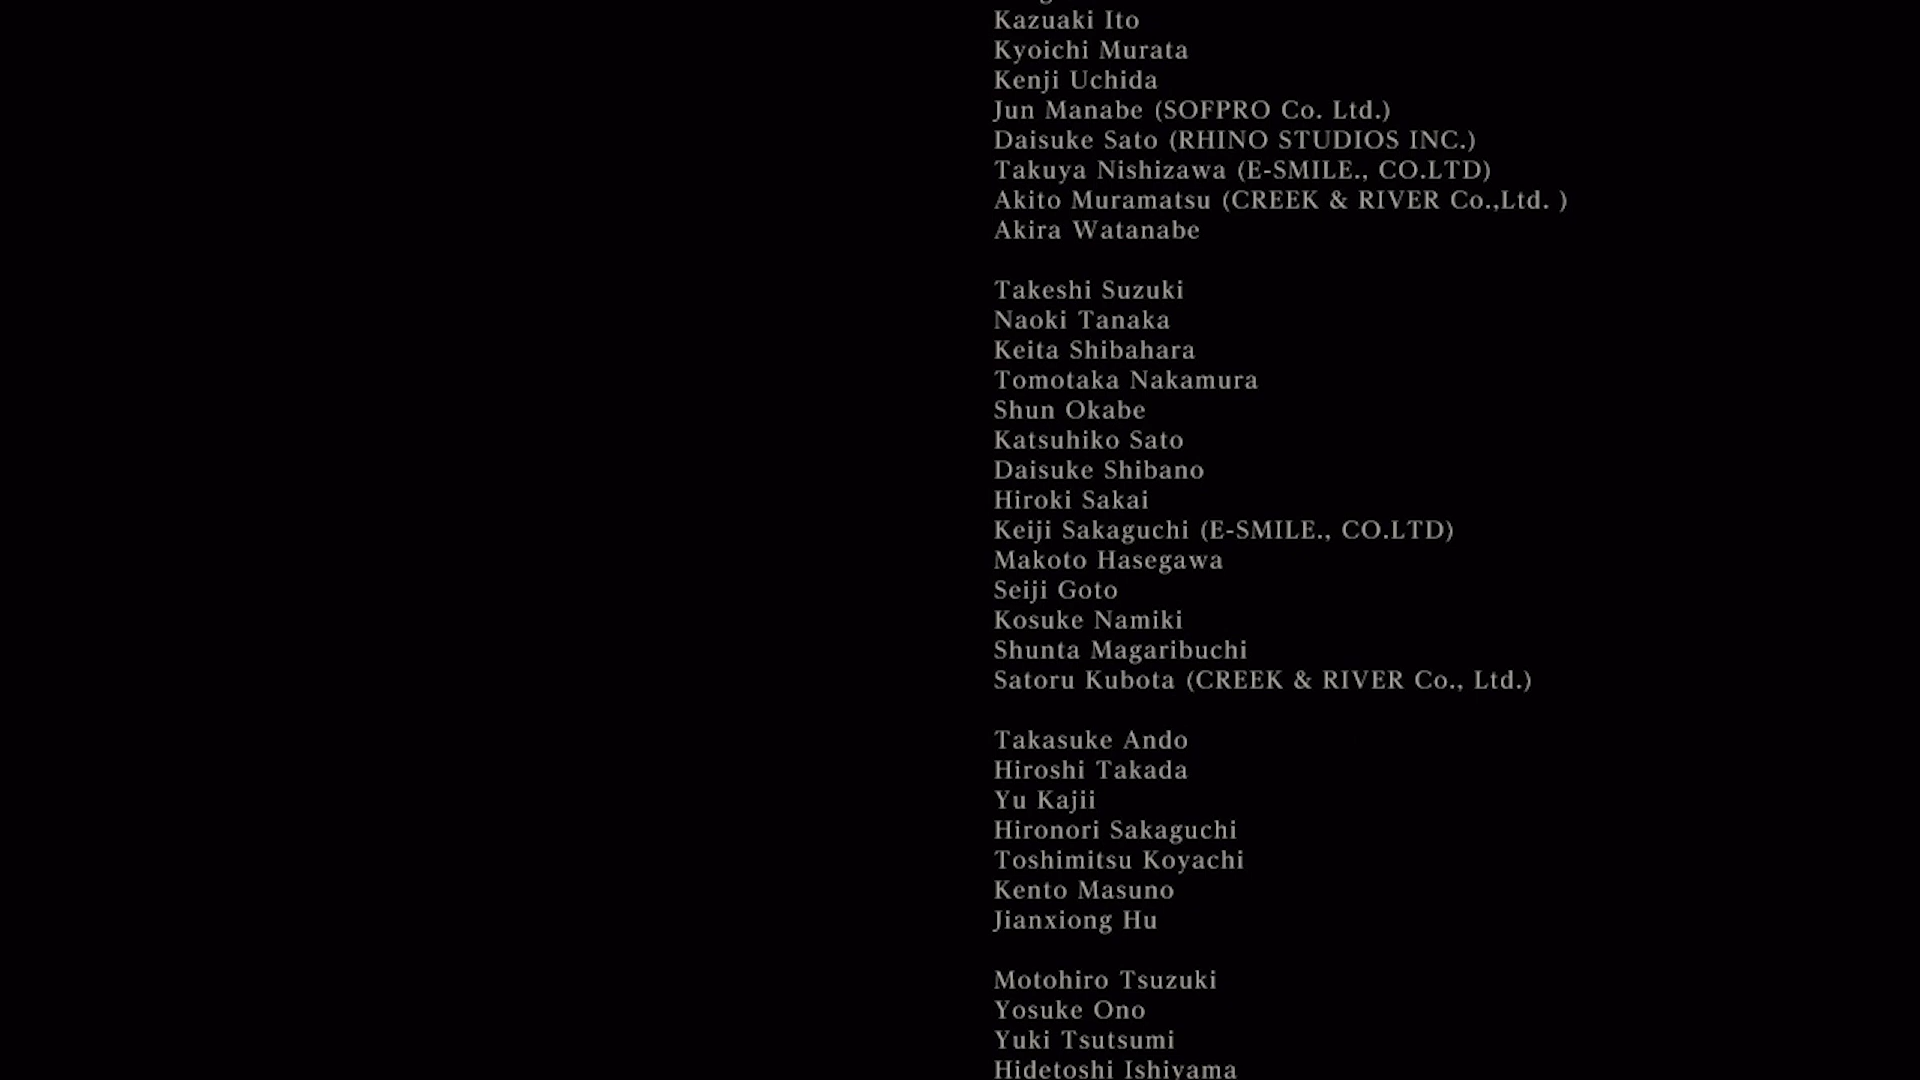 Kazuaki Ito
Kyoichi Murata
Kenji Uchida
Jun Manabe (SOFPRO Co. Ltd.)
Daisuke Sato (RHINO STUDIOS INC.)
Takuya Nishizawa (E-SMILE., CO.LTD)
Akito Muramatsu (CREEK & RIVER Co.,Ltd. )
Akira Watanabe
Takeshi Suzuki
Naoki Tanaka
Keita Shibahara
Tomotaka Nakamura
Shun Okabe
Katsuhiko Sato
Daisuke Shibano
Hiroki Sakai
Keiji Sakaguchi (E-SMILE., CO.LTD)
Makoto Hasegawa
Seiji Goto
Kosuke Namiki
Shunta Magaribuchi
Satoru Kubota (CREEK & RIVER Co., Ltd.)
Takasuke Ando
Hiroshi Takada
Yu Kajii
Hironori Sakaguchi
Toshimitsu Koyachi
Kento Masuno
Jianxiong Hu
Motohiro Tsuzuki
Yosuke Ono
Yuki Tsutsumi
Hidetoshi Ishiyama